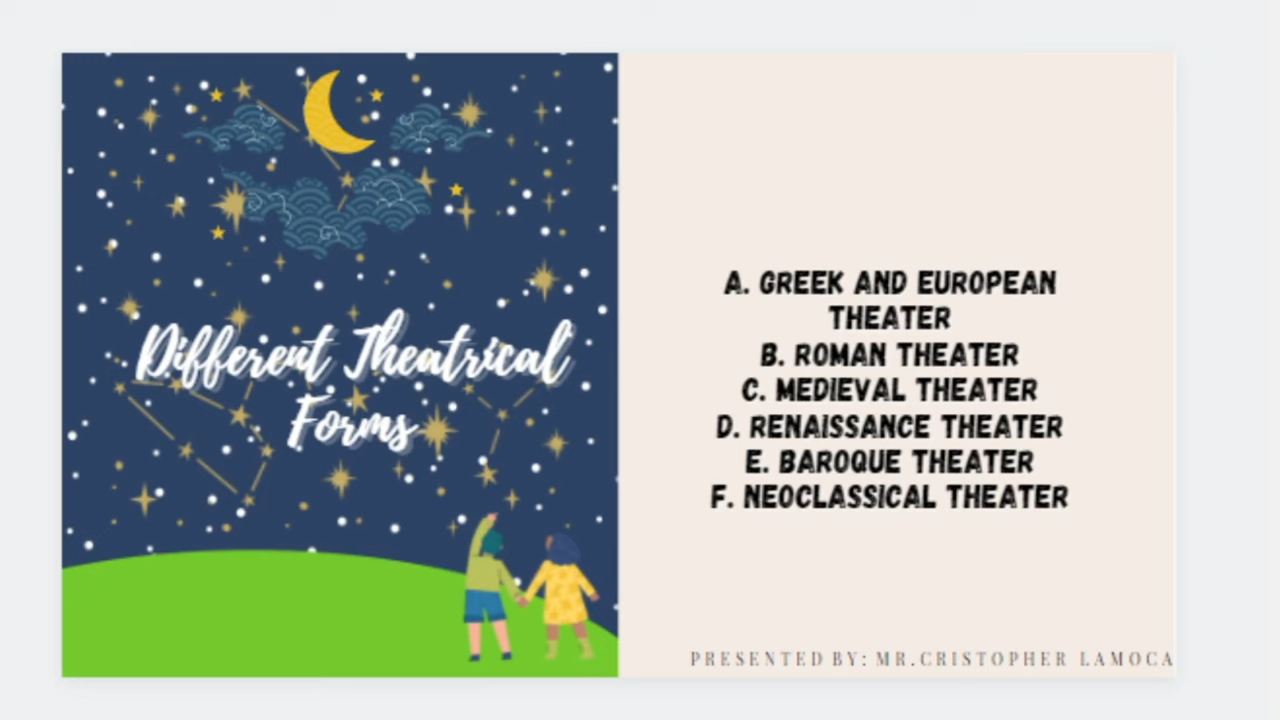 Different Theatrical
Forms
A. GREEK AND EUROPEAN
THEATER
B. ROMAN THEATER
C. MEDIEVAL THEATER
D. RENAISSANCE THEATER
E. BAROQUE THEATER
F. NEOCLASSICAL THEATER
PRESENTED BY: MR.CRISTOPHER LAMOCA